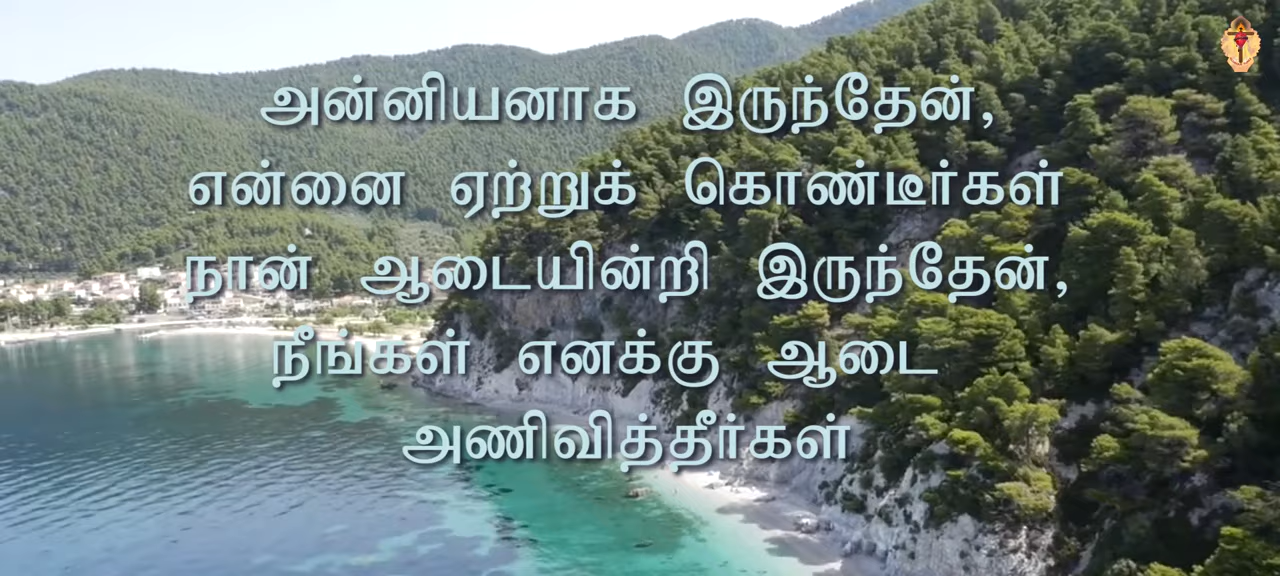 அன்னியனாக இருந்தேன்,
என்னை ஏற்றுக் கொண்டீர்கள்
நான் ஆடையின்றி இருந்தேன்,
நீங்கள் எனக்கு ஆடை
அணிவித்தீர்கள்